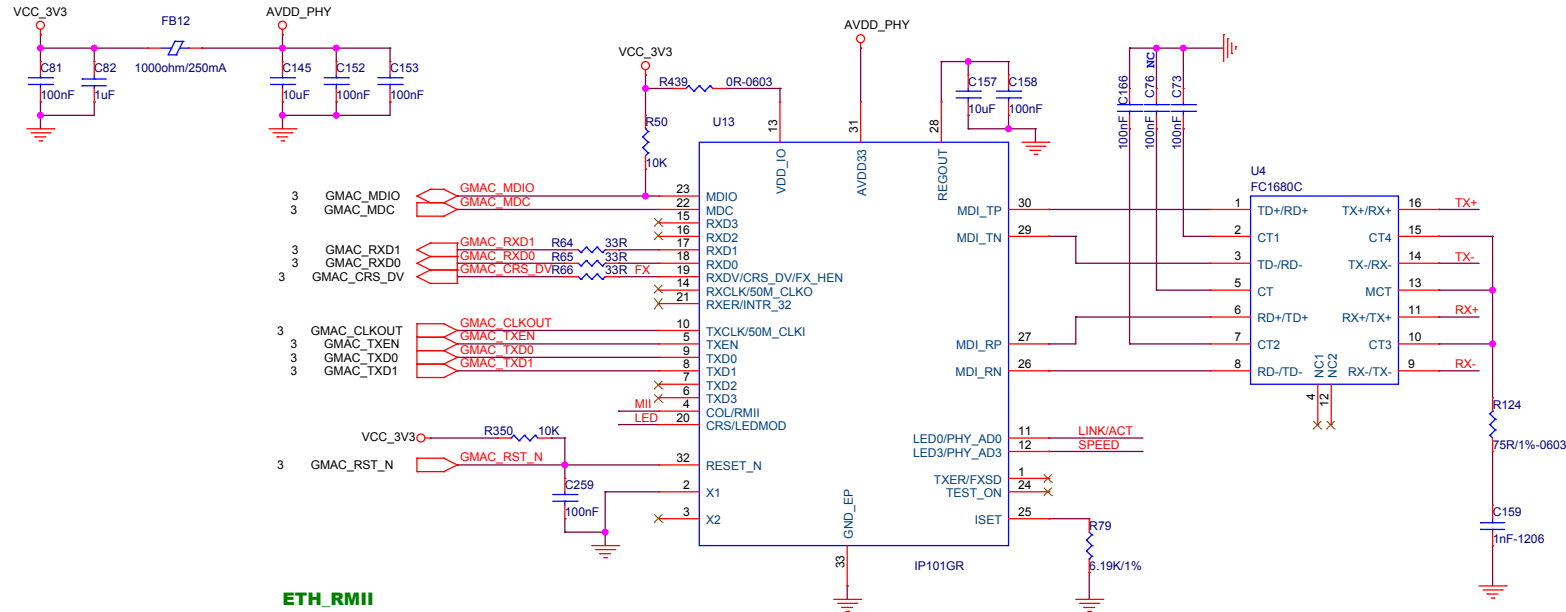 VCC_3V3
FB12
AVDD_PHY
1000ohm/250mA
C81
100nF
C82
1uF
C145
10uF
C152
100nF
C153
100nF
VCC_3V3
R439
0R-0603
R50
10K
AVDD_PHY
C157
10uF
C158
100nF
C166
100nF
C76
NC
100nF
C73
100nF
U13
13
VDD_IO
31
AVDD33
28
REGOUT
3 GMAC_MDIO GMAC_MDIO 23 MDIO
3 GMAC_MDC GMAC_MDC 22 MDC
15 RXD3
16 RXD2
3 GMAC_RXD1 GMAC_RXD1 R64 33R 17 RXD1
3 GMAC_RXD0 GMAC_RXD0 R65 33R 18 RXD0
3 GMAC_CRS_DV GMAC_CRS_DV R66 33R FX 19 RXDV/CRS_DV/FX_HEN
14 RXCLK/50M_CLKO
21 RXER/INTR_32
3 GMAC_CLKOUT GMAC_CLKOUT 10 TXCLK/50M_CLKI
3 GMAC_TXEN GMAC_TXEN 5 TXEN
3 GMAC_TXD0 GMAC_TXD0 9 TXD0
3 GMAC_TXD1 GMAC_TXD1 8 TXD1
7 TXD2
6 TXD3
MII 4 COL/RMII
LED 20 CRS/LEDMOD
VCC_3V3 R350 10K
3 GMAC_RST_N GMAC_RST_N 32 RESET_N
C259
100nF
2 X1
3 X2
MDI_TP 30
MDI_TN 29
MDI_RP 27
MDI_RN 26
LED0/PHY_AD0 11 LINK/ACT
LED3/PHY_AD3 12 SPEED
TXER/FXSD 1
TEST_ON 24
ISET 25
R79
6.19K/1%
GND_EP
33
IP101GR
U4
FC1680C
1 TD+/RD+ TX+/RX+ 16 TX+
2 CT1 CT4 15
3 TD-/RD- TX-/RX- 14 TX-
5 CT MCT 13
6 RD+/TD+ RX+/TX+ 11 RX+
7 CT2 CT3 10
8 RD-/TD- RX-/TX- 9 RX-
NC1
NC2
4
12
R124
75R/1%-0603
C159
1nF-1206
ETH_RMII